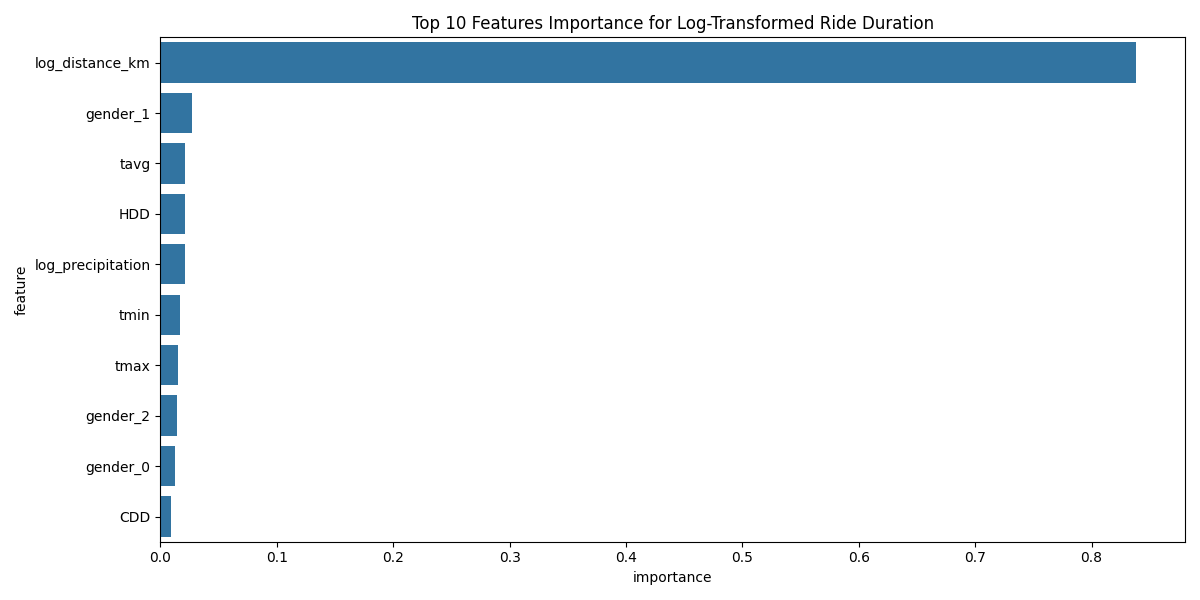 Top 10 Features Importance for Log-Transformed Ride Duration
feature
log_distance_km
gender_1
tavg
HDD
log_precipitation
tmin
tmax
gender_2
gender_0
CDD
0.0 0.1 0.2 0.3 0.4 0.5 0.6 0.7 0.8
importance